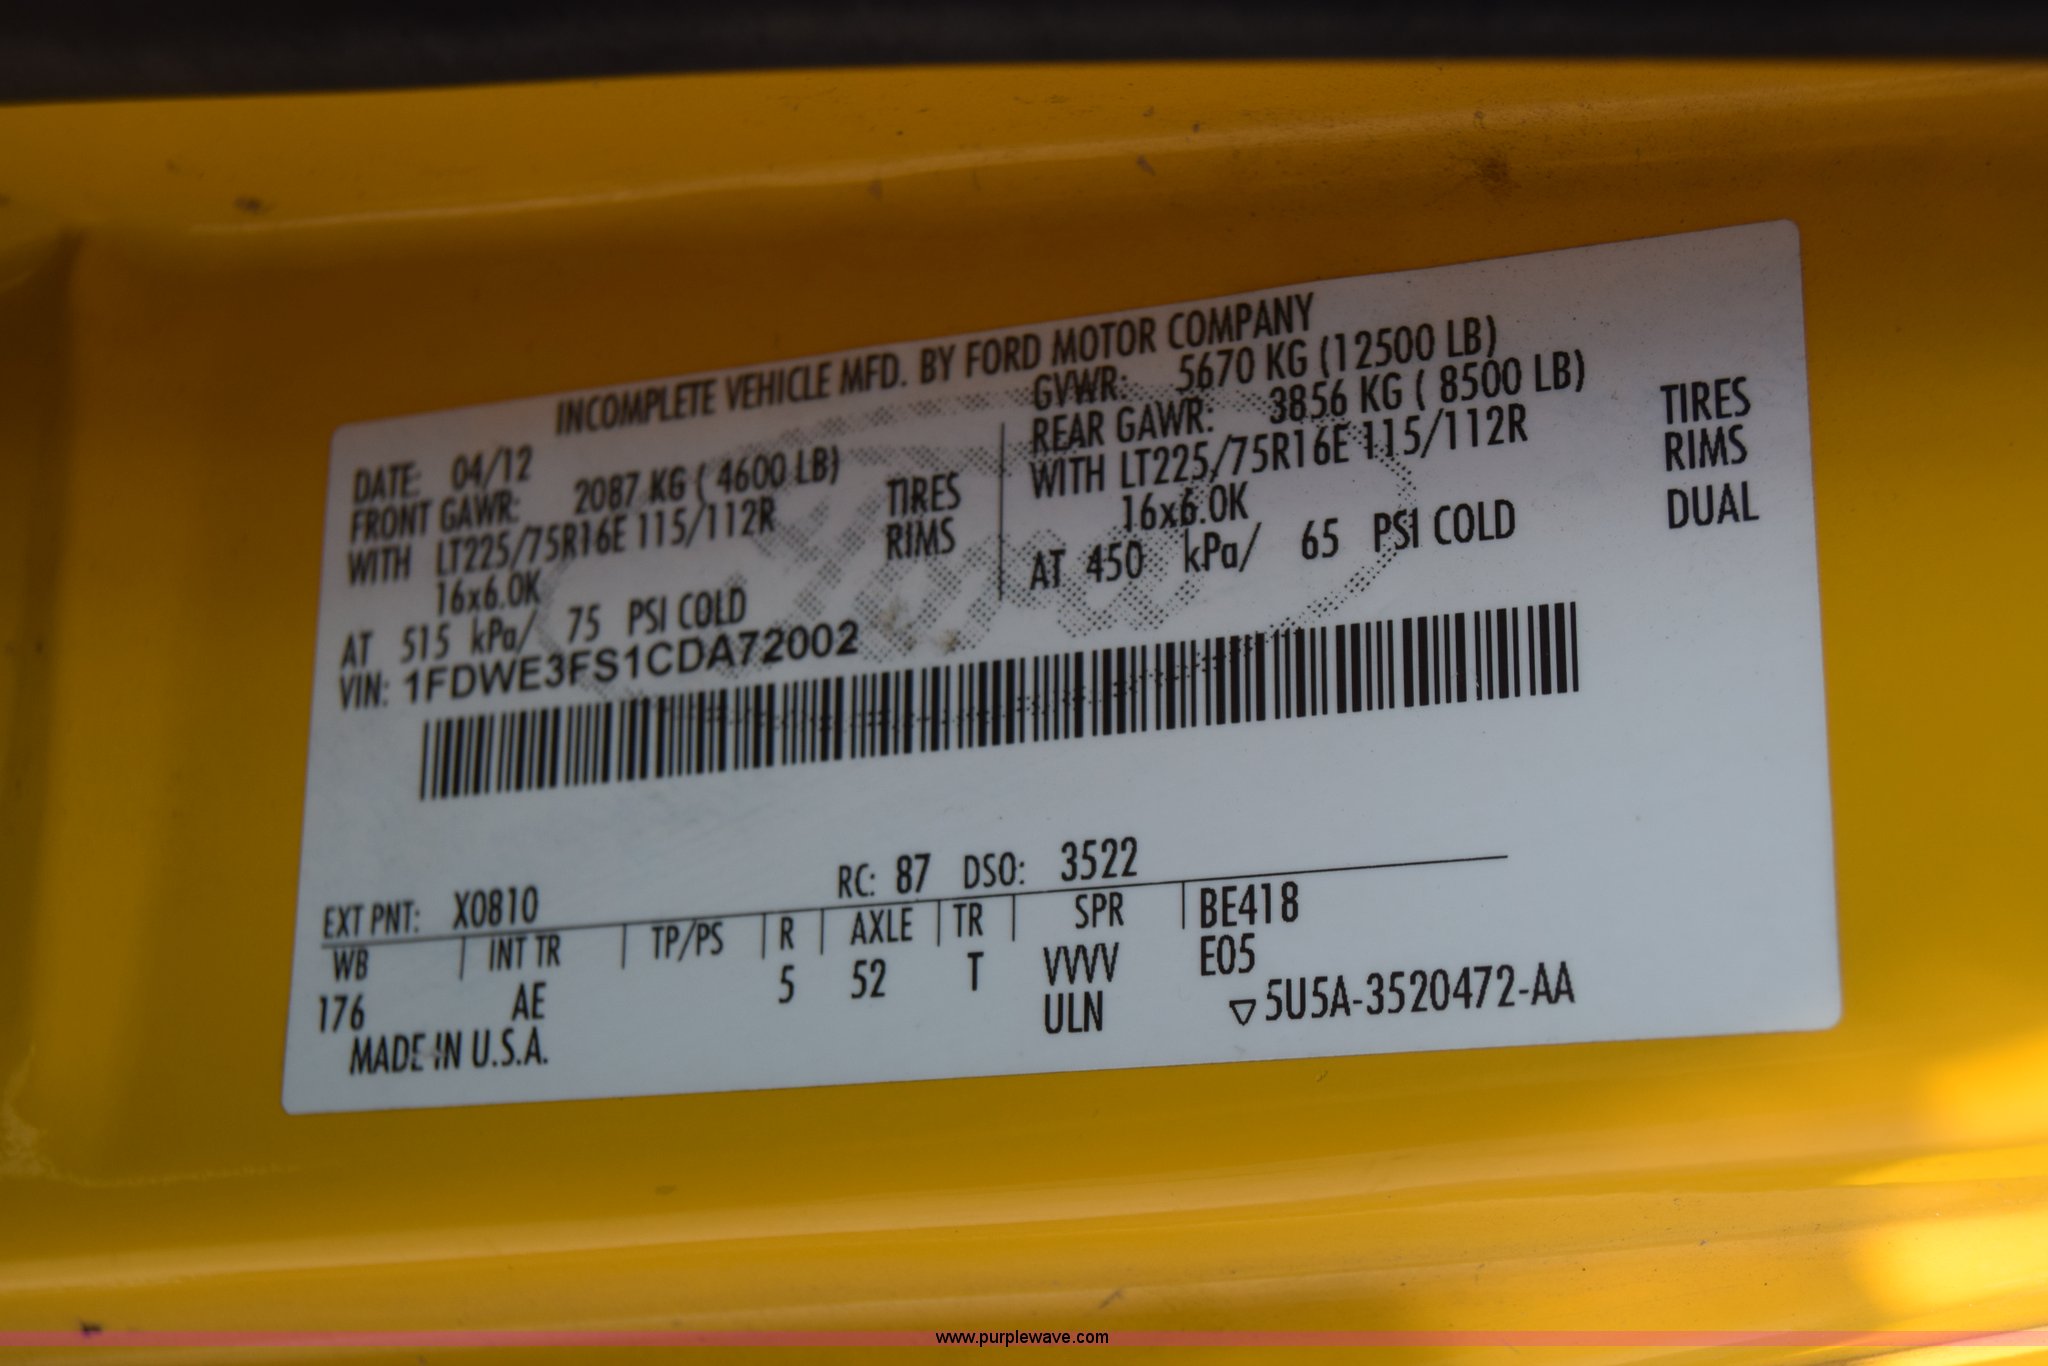 INCOMPLETE VEHICLE MFD. BY FORD MOTOR COMPANY
DATE: 04/12
FRONT GAWR: 2087 KG ( 4600 LB)
WITH LT225/75R16E 115/112R TIRES
16x6.0K RIMS
AT 515 kPa/ 75 PSI COLD
GVWR: 5670 KG (12500 LB)
REAR GAWR: 3856 KG ( 8500 LB)
WITH LT225/75R16E 115/112R TIRES
16x6.0K RIMS
AT 450 kPa/ 65 PSI COLD DUAL
VIN: 1FDWE3FS1CDA72002
Ford
EXT PNT: X0810 RC: 87 DSO: 3522
WB INT TR TP/PS R AXLE TR SPR BE418
176 AE 5 52 T VVVV E05
ULN ▽5U5A-3520472-AA
MADE IN U.S.A.
www.purplewave.com